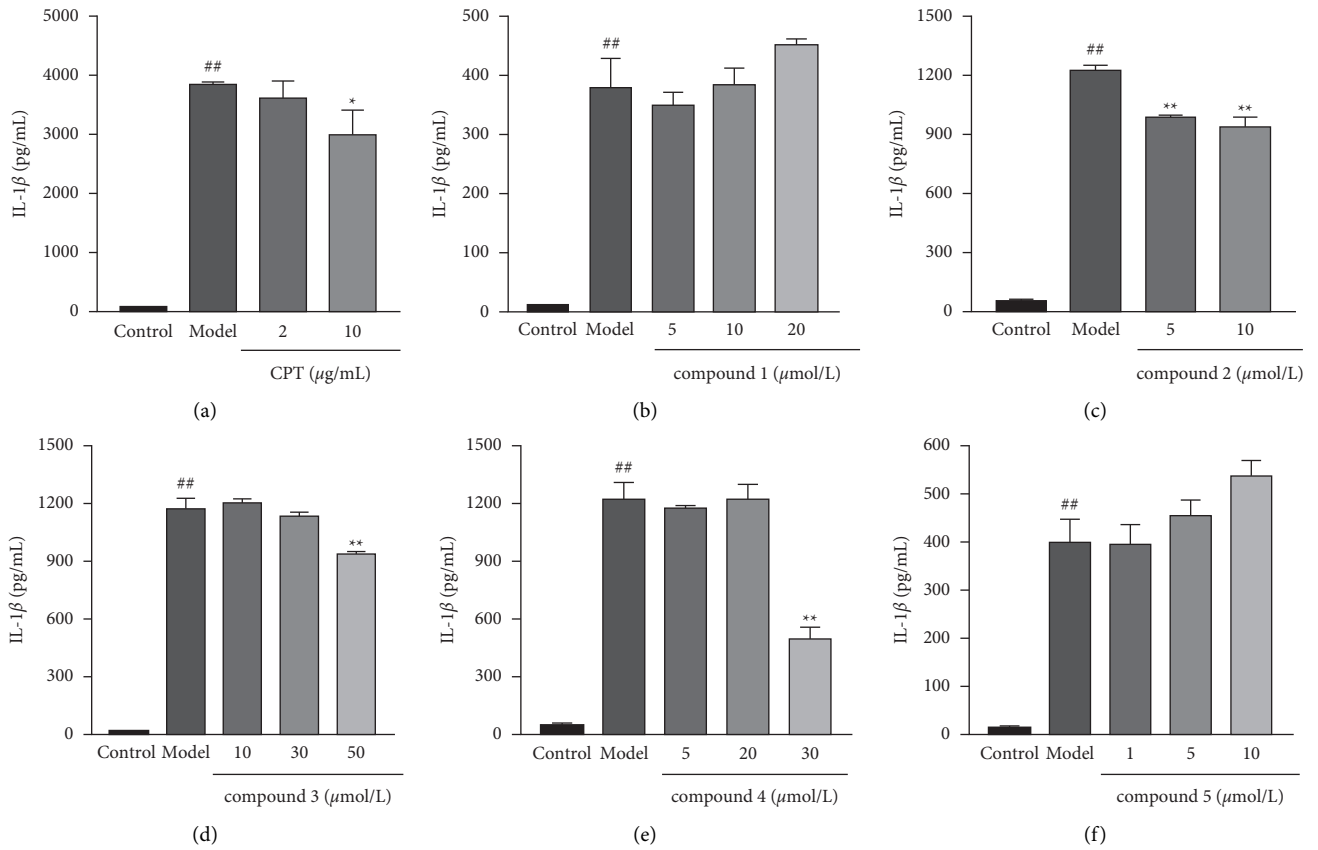 5000
4000
3000
2000
1000
0
IL-1β (pg/mL)
##
*
Control Model 2 10
CPT (μg/mL)
(a)
500
400
300
200
100
0
IL-1β (pg/mL)
##
Control Model 5 10 20
compound 1 (μmol/L)
(b)
1500
1200
900
600
300
0
IL-1β (pg/mL)
##
**
**
Control Model 5 10
compound 2 (μmol/L)
(c)
1500
1200
900
600
300
0
IL-1β (pg/mL)
##
**
Control Model 10 30 50
compound 3 (μmol/L)
(d)
1500
1200
900
600
300
0
IL-1β (pg/mL)
##
**
Control Model 5 20 30
compound 4 (μmol/L)
(e)
600
500
400
300
200
100
0
IL-1β (pg/mL)
##
Control Model 1 5 10
compound 5 (μmol/L)
(f)